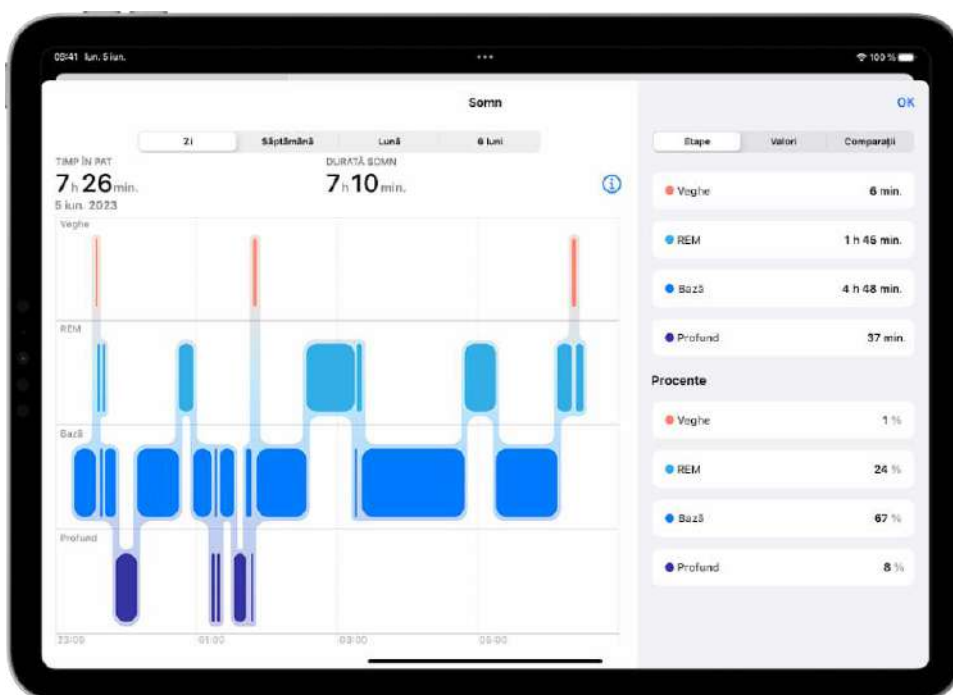 09:41 lun. 5 iun.
100 %
Somn
OK
Zi Săptămână Lună 6 luni
TIMP ÎN PAT
7 h 26 min.
5 iun. 2023
DURATĂ SOMN
7 h 10 min.
Veghe
REM
Bază
Profund
23:00 01:00 03:00 05:00
Etape Valori Comparații
Veghe 6 min.
REM 1 h 45 min.
Bază 4 h 48 min.
Profund 37 min.
Procente
Veghe 1 %
REM 24 %
Bază 67 %
Profund 8 %